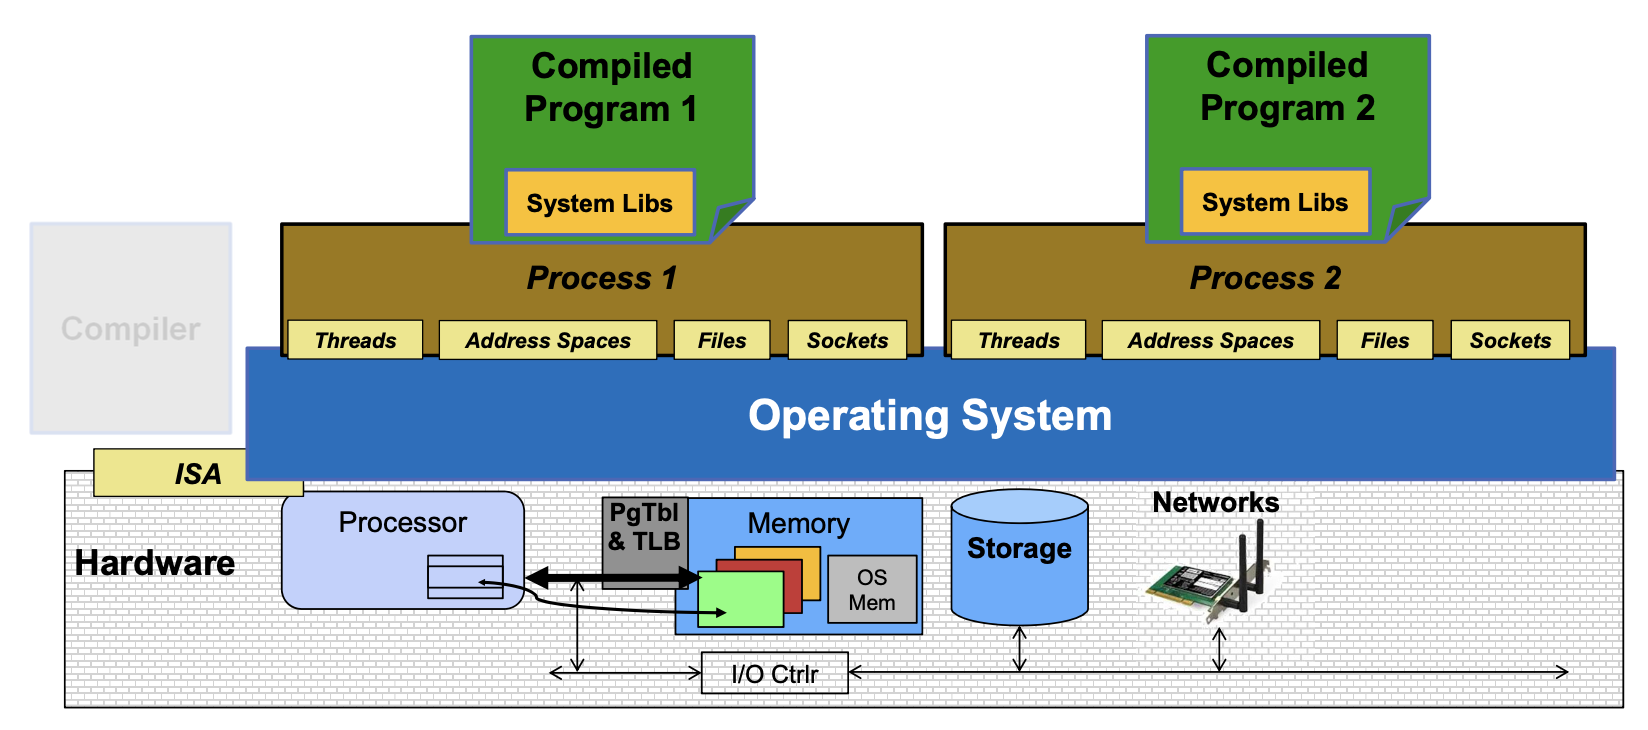 Compiled
Program 1
System Libs
Compiled
Program 2
System Libs
Process 1
Threads
Address Spaces
Files
Sockets
Process 2
Threads
Address Spaces
Files
Sockets
Compiler
Operating System
ISA
Hardware
Processor
PgTbl
& TLB
Memory
OS
Mem
Storage
Networks
I/O Ctrlr